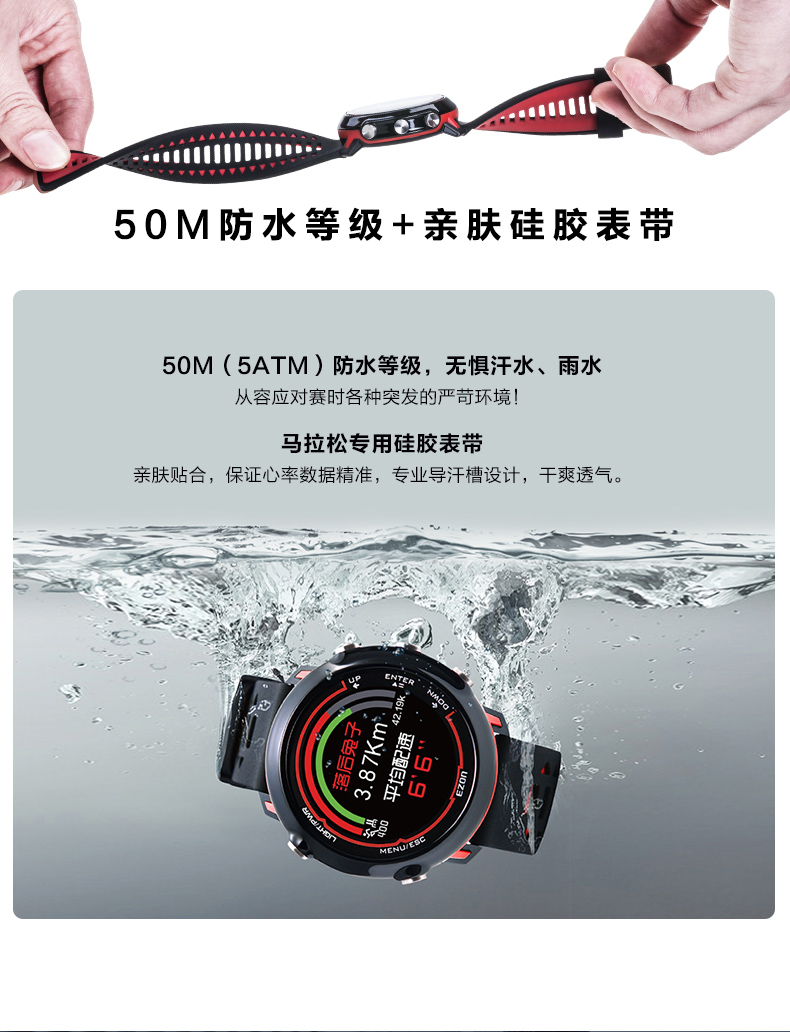 50M防水等级+亲肤硅胶表带
50M(5ATM)防水等级，无惧汗水、雨水
从容应对赛时各种突发的严苛环境！
马拉松专用硅胶表带
亲肤贴合，保证心率数据精准，专业导汗槽设计，干爽透气。
UP
ENTER
DOWN
42.19k
落后兔子
3.87Km
平均配速
6'6"
400
EZON
LIGHT/PWR
MENU/ESC